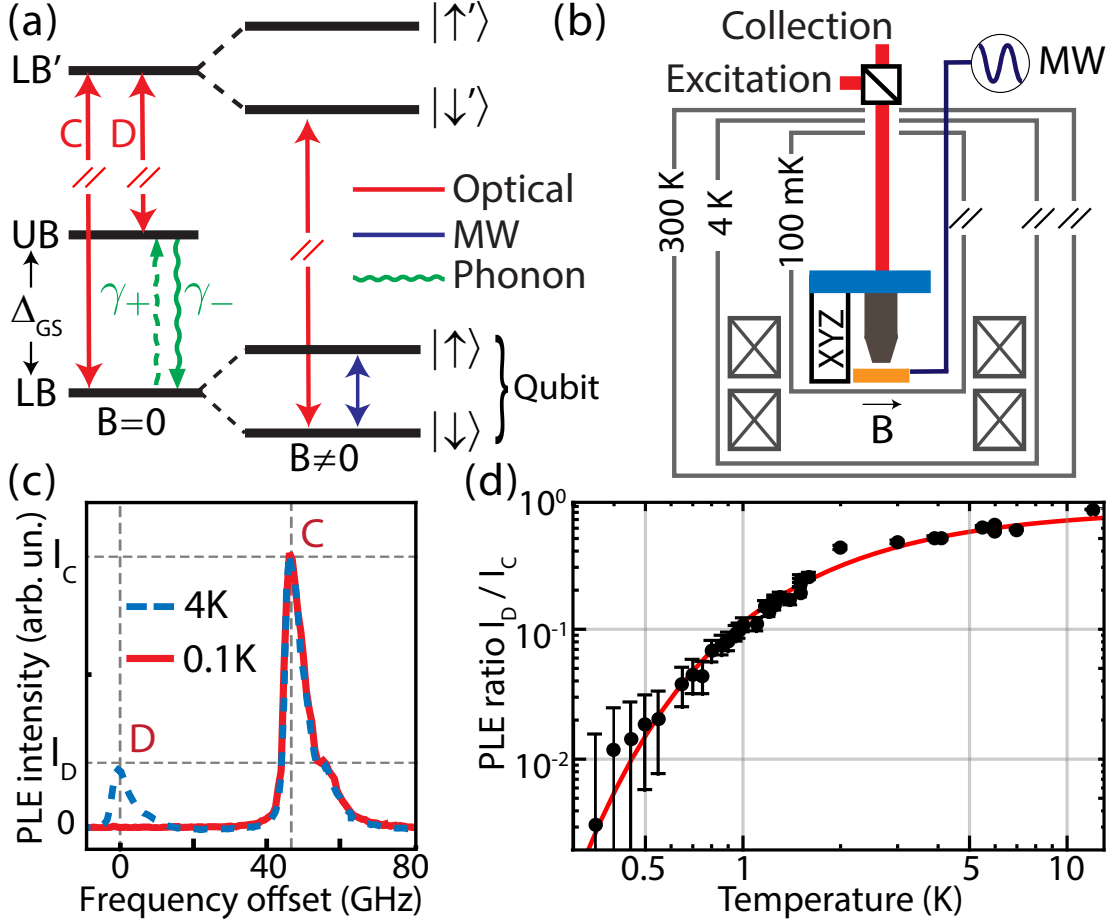 (a)
LB′
C
D
UB
Δ_GS
γ+
γ−
LB
B=0
B≠0
|↑′⟩
|↓′⟩
Optical
MW
Phonon
|↑⟩
|↓⟩
Qubit
(b)
Collection
Excitation
MW
300 K
4 K
100 mK
XYZ
B
(c)
PLE intensity (arb. un.)
I_C
I_D
0
C
D
4K
0.1K
0 40 80
Frequency offset (GHz)
(d)
PLE ratio I_D / I_C
10⁰
10⁻¹
10⁻²
0.5 1 5 10
Temperature (K)